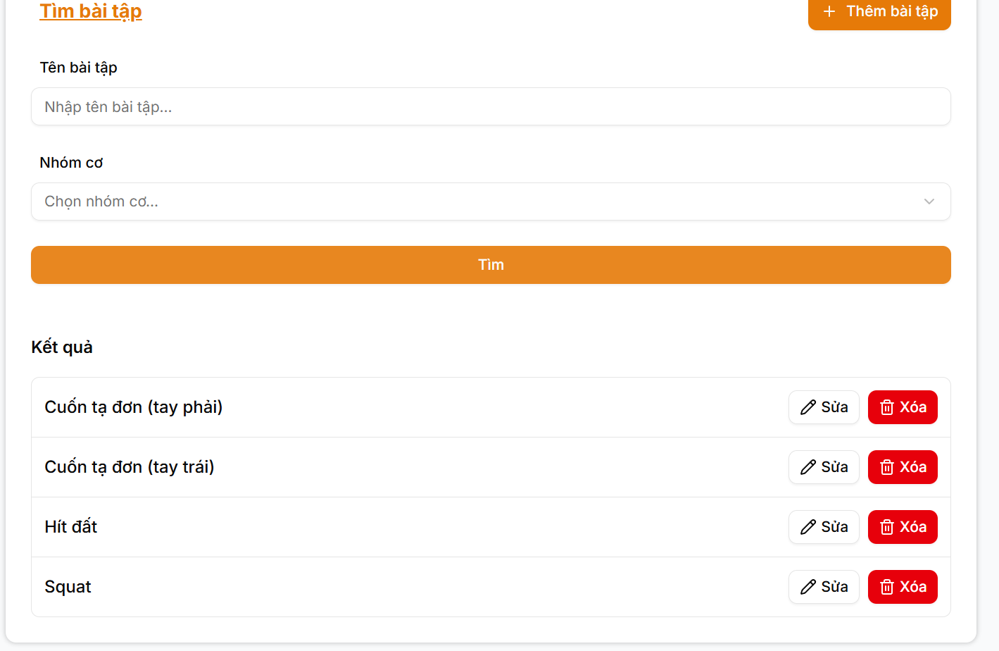 Tìm bài tập
Thêm bài tập
Tên bài tập
Nhập tên bài tập...
Nhóm cơ
Chọn nhóm cơ...
Tìm
Kết quả
Cuốn tạ đơn (tay phải) Sửa Xóa
Cuốn tạ đơn (tay trái) Sửa Xóa
Hít đất Sửa Xóa
Squat Sửa Xóa